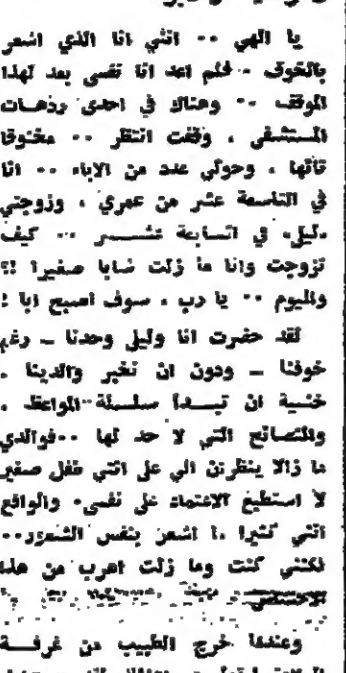 يا الهي .. انني انا الذي اشعر
بالخوف - فلم اعد انا نفسي بعد لهذا
الموقف .. وهناك في احدى ردهات
المستشفى ، وقفت انتظر .. مخنوقا
تائها ، وحولي عدد من الاباء .. انا
في التاسعة عشر من عمري ، وزوجتي
«ليلى» في السابعة عشر .. كيف
تزوجت وانا ما زلت شابا صغيرا !؟
واليوم .. يا رب ، سوف اصبح ابا !
لقد حضرت انا وليلى وحدنا - رغم
خوفنا - ودون ان نخبر والدينا ،
خشية ان تبدأ سلسلة المواعظ ،
والنصائح التي لا حد لها .. فوالدي
ما زالا ينظرن الي على انني طفل صغير
لا استطيع الاعتماد على نفسي، والواقع
انني كثيرا ما اشعر بنفس الشعور..
لكنني كنت وما زلت اهرب من هذا
وعندما خرج الطبيب من غرفة